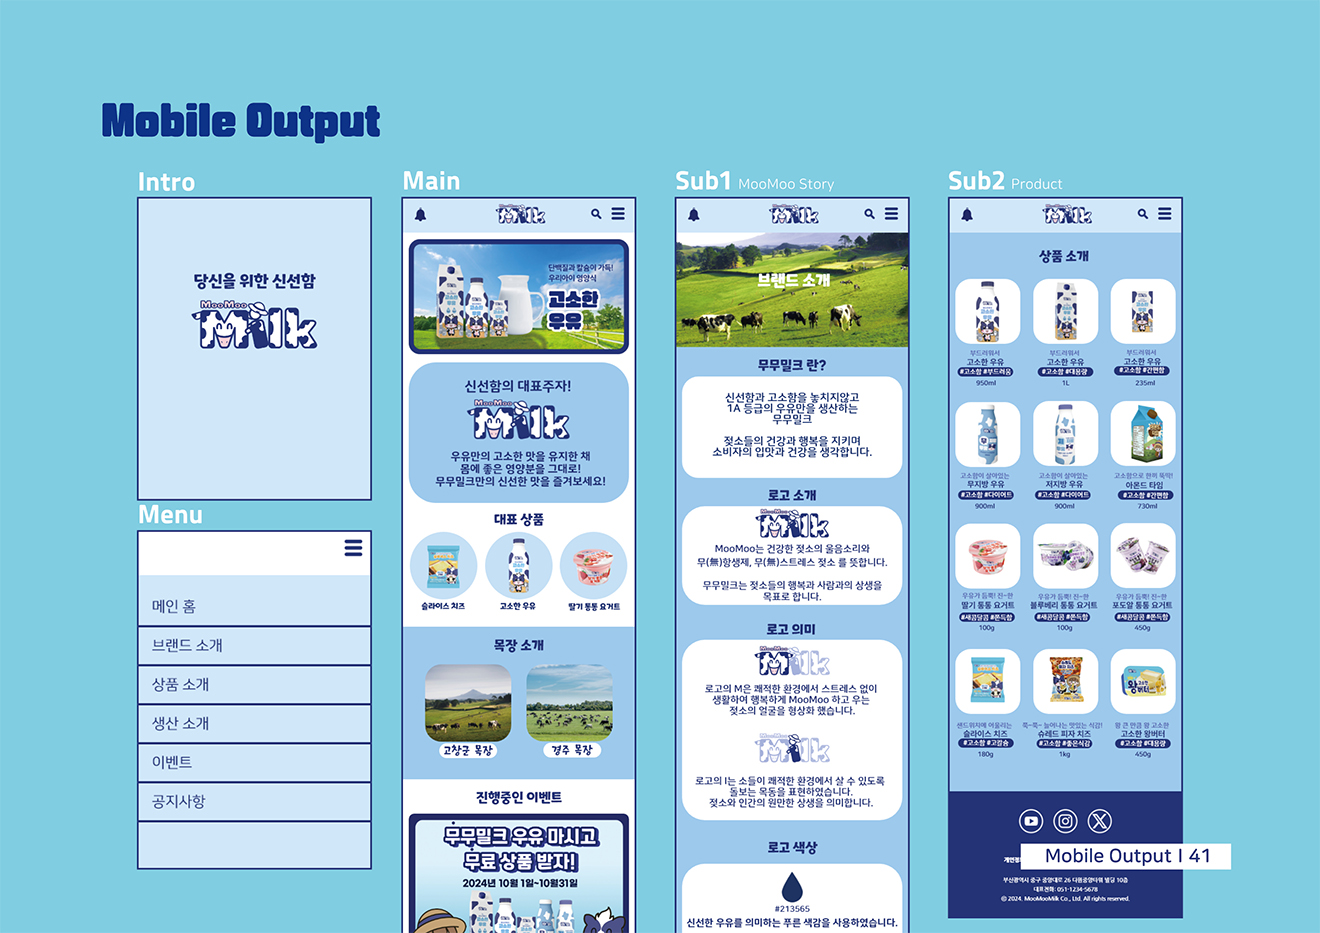 Mobile Output
Intro
당신을 위한 신선함
MooMoo
Milk
Menu
메인 홈
브랜드 소개
상품 소개
생산 소개
이벤트
공지사항
Main
MooMoo
Milk
단백질과 칼슘이 가득!
우리아이 영양식
고소한
우유
신선함의 대표주자!
MooMoo
Milk
우유만의 고소한 맛을 유지한 채
몸에 좋은 영양분을 그대로!
무무밀크만의 신선한 맛을 즐겨보세요!
대표 상품
슬라이스 치즈
고소한 우유
딸기 통통 요거트
목장 소개
고창군 목장
경주 목장
진행중인 이벤트
무무밀크 우유 마시고
무료 상품 받자!
2024년 10월 1일~10월31일
Sub1 MooMoo Story
MooMoo
Milk
브랜드 소개
무무밀크 란?
신선함과 고소함을 놓치지않고
1A 등급의 우유만을 생산하는
무무밀크
젖소들의 건강과 행복을 지키며
소비자의 입맛과 건강을 생각합니다.
로고 소개
MooMoo
Milk
MooMoo는 건강한 젖소의 울음소리와
무(無)항생제, 무(無)스트레스 젖소 를 뜻합니다.
무무밀크는 젖소들의 행복과 사람과의 상생을
목표로 합니다.
로고 의미
MooMoo
Milk
로고의 M은 쾌적한 환경에서 스트레스 없이
생활하여 행복하게 MooMoo 하고 우는
젖소의 얼굴을 형상화 했습니다.
MooMoo
Milk
로고의 I는 소들이 쾌적한 환경에서 살 수 있도록
돌보는 목동을 표현하였습니다.
젖소와 인간의 원만한 상생을 의미합니다.
로고 색상
#213565
신선한 우유를 의미하는 푸른 색감을 사용하였습니다.
Sub2 Product
MooMoo
Milk
상품 소개
부드러워서
고소한 우유
#고소함 #부드러움
950ml
부드러워서
고소한 우유
#고소함 #대용량
1L
부드러워서
고소한 우유
#고소함 #간편함
235ml
고소함이 살아있는
무지방 우유
#고소함 #다이어트
900ml
고소함이 살아있는
저지방 우유
#고소함 #다이어트
900ml
고소함으로 한끼 뚝딱!
아몬드 타임
#고소함 #간편함
730ml
우유가 듬뿍! 진~한
딸기 통통 요거트
#새콤달콤 #쫀득함
100g
우유가 듬뿍! 진~한
블루베리 통통 요거트
#새콤달콤 #쫀득함
100g
우유가 듬뿍! 진~한
포도알 통통 요거트
#새콤달콤 #쫀득함
450g
샌드위치에 어울리는
슬라이스 치즈
#고소함 #고칼슘
180g
쭉~쭉~ 늘어나는 맛있는 식감!
슈레드 피자 치즈
#고소함 #좋은식감
1kg
왕 큰 만큼 왕 고소한
고소한 왕버터
#고소함 #대용량
450g
부산광역시 중구 중앙대로 26 다원중앙타워 빌딩 10층
대표전화: 051-1234-5678
© 2024. MooMooMilk Co., Ltd. All rights reserved.
Mobile Output I 41